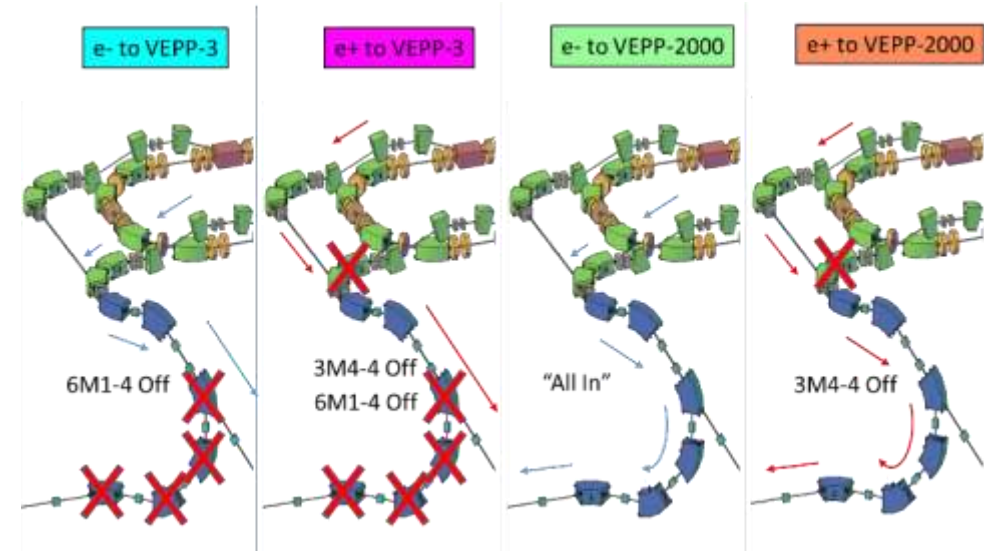 e- to VEPP-3
e+ to VEPP-3
e- to VEPP-2000
e+ to VEPP-2000
6M1-4 Off
3M4-4 Off
6M1-4 Off
“All In”
3M4-4 Off